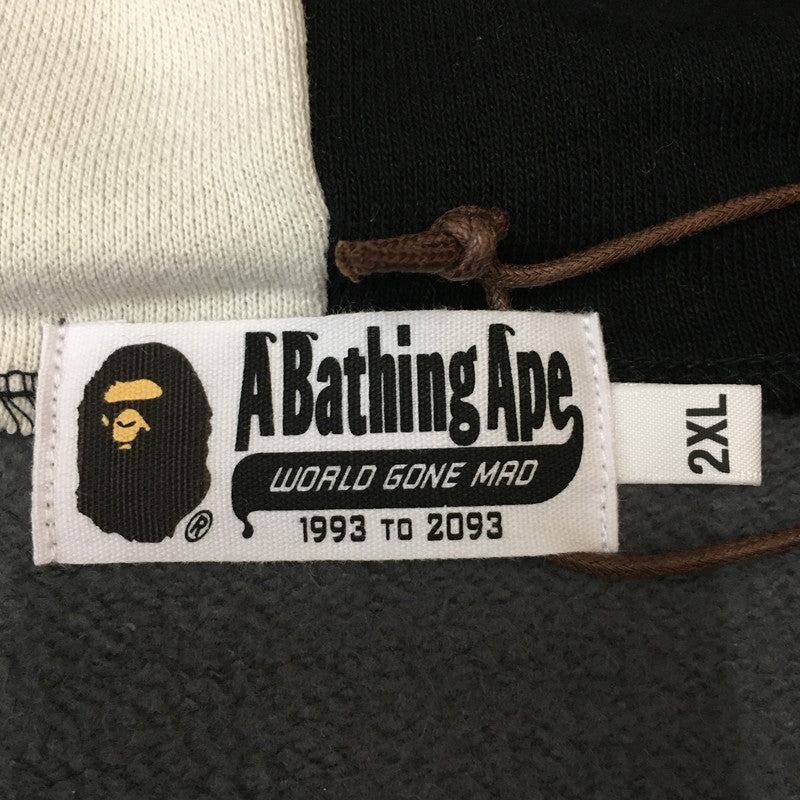 A Bathing Ape
WORLD GONE MAD
1993 TO 2093
®
2XL